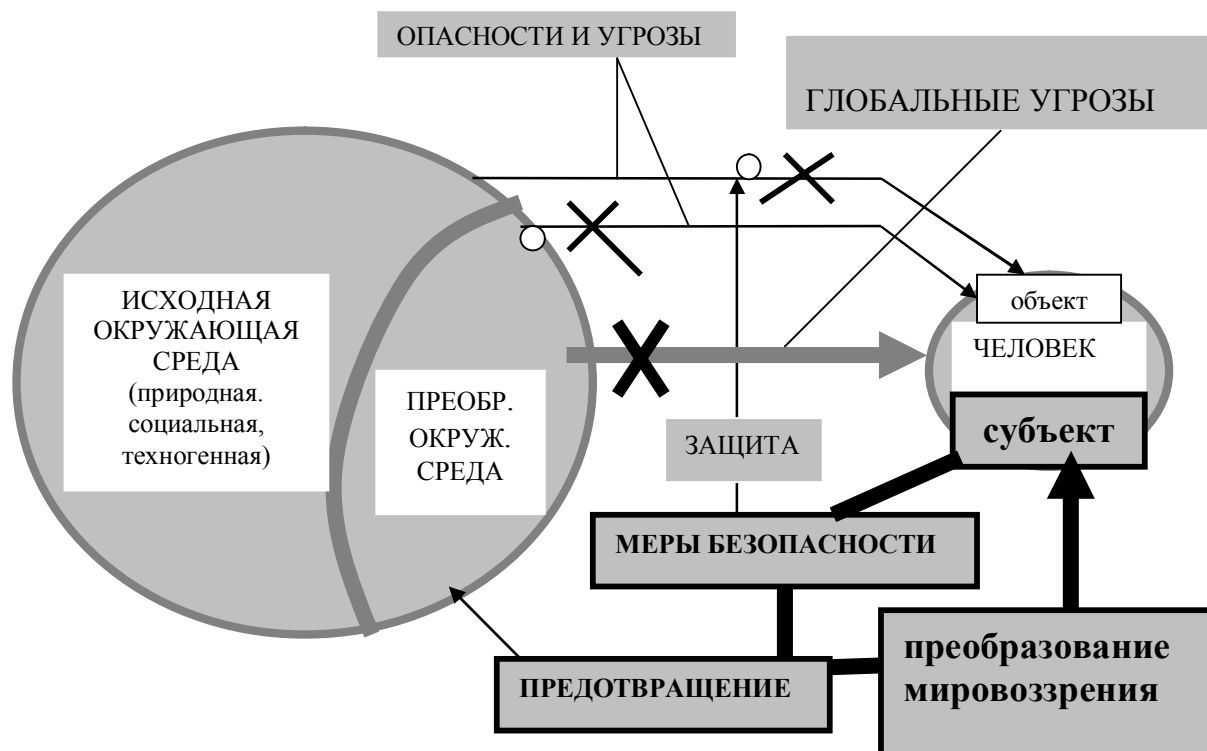 ОПАСНОСТИ И УГРОЗЫ
ГЛОБАЛЬНЫЕ УГРОЗЫ
ИСХОДНАЯ
ОКРУЖАЮЩАЯ
СРЕДА
(природная.
социальная,
техногенная)
ПРЕОБР.
ОКРУЖ.
СРЕДА
объект
ЧЕЛОВЕК
субъект
ЗАЩИТА
МЕРЫ БЕЗОПАСНОСТИ
ПРЕДОТВРАЩЕНИЕ
преобразование
мировоззрения